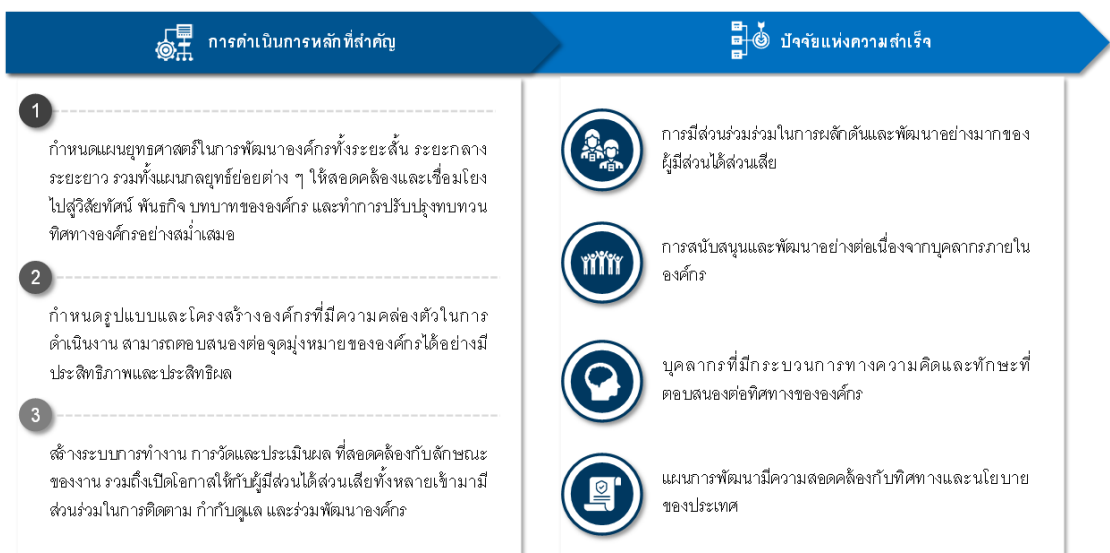 การดำเนินการหลักที่สำคัญ
1
กำหนดแผนยุทธศาสตร์ในการพัฒนาองค์กรทั้งระยะสั้น ระยะกลาง
ระยะยาว รวมทั้งแผนกลยุทธ์ย่อยต่าง ๆ ให้สอดคล้องและเชื่อมโยง
ไปสู่วิสัยทัศน์ พันธกิจ บทบาทขององค์กร และทำการปรับปรุงทบทวน
ทิศทางองค์กรอย่างสม่ำเสมอ
2
กำหนดรูปแบบและโครงสร้างองค์กรที่มีความคล่องตัวในการ
ดำเนินงาน สามารถตอบสนองต่อจุดมุ่งหมายขององค์กรได้อย่างมี
ประสิทธิภาพและประสิทธิผล
3
สร้างระบบการทำงาน การวัดและประเมินผล ที่สอดคล้องกับลักษณะ
ของงาน รวมถึงเปิดโอกาสให้กับผู้มีส่วนได้ส่วนเสียทั้งหลายเข้ามามี
ส่วนร่วมในการติดตาม กำกับดูแล และร่วมพัฒนาองค์กร
ปัจจัยแห่งความสำเร็จ
การมีส่วนร่วมร่วมในการผลักดันและพัฒนาอย่างมากของ
ผู้มีส่วนได้ส่วนเสีย
การสนับสนุนและพัฒนาอย่างต่อเนื่องจากบุคลากรภายใน
องค์กร
บุคลากรที่มีกระบวนการทางความคิดและทักษะที่
ตอบสนองต่อทิศทางขององค์กร
แผนการพัฒนามีความสอดคล้องกับทิศทางและนโยบาย
ของประเทศ